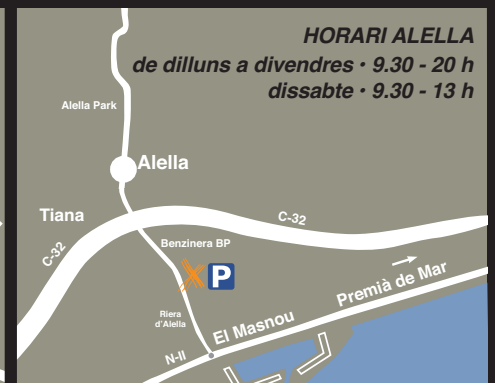 HORARI ALELLA
de dilluns a divendres • 9.30 - 20 h
dissabte • 9.30 - 13 h
Alella Park
Alella
Tiana
C-32
C-32
Benzinera BP
P
Premià de Mar
Riera
d'Alella
El Masnou
N-II